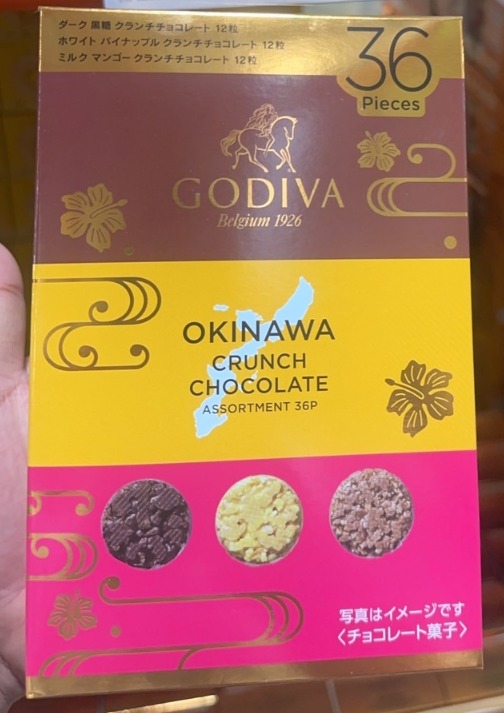 ダーク 黒糖 クランチチョコレート 12粒
ホワイト パイナップル クランチチョコレート 12粒
ミルク マンゴー クランチチョコレート 12粒
36
Pieces
GODIVA
Belgium 1926
OKINAWA
CRUNCH
CHOCOLATE
ASSORTMENT 36P
写真はイメージです
〈チョコレート菓子〉